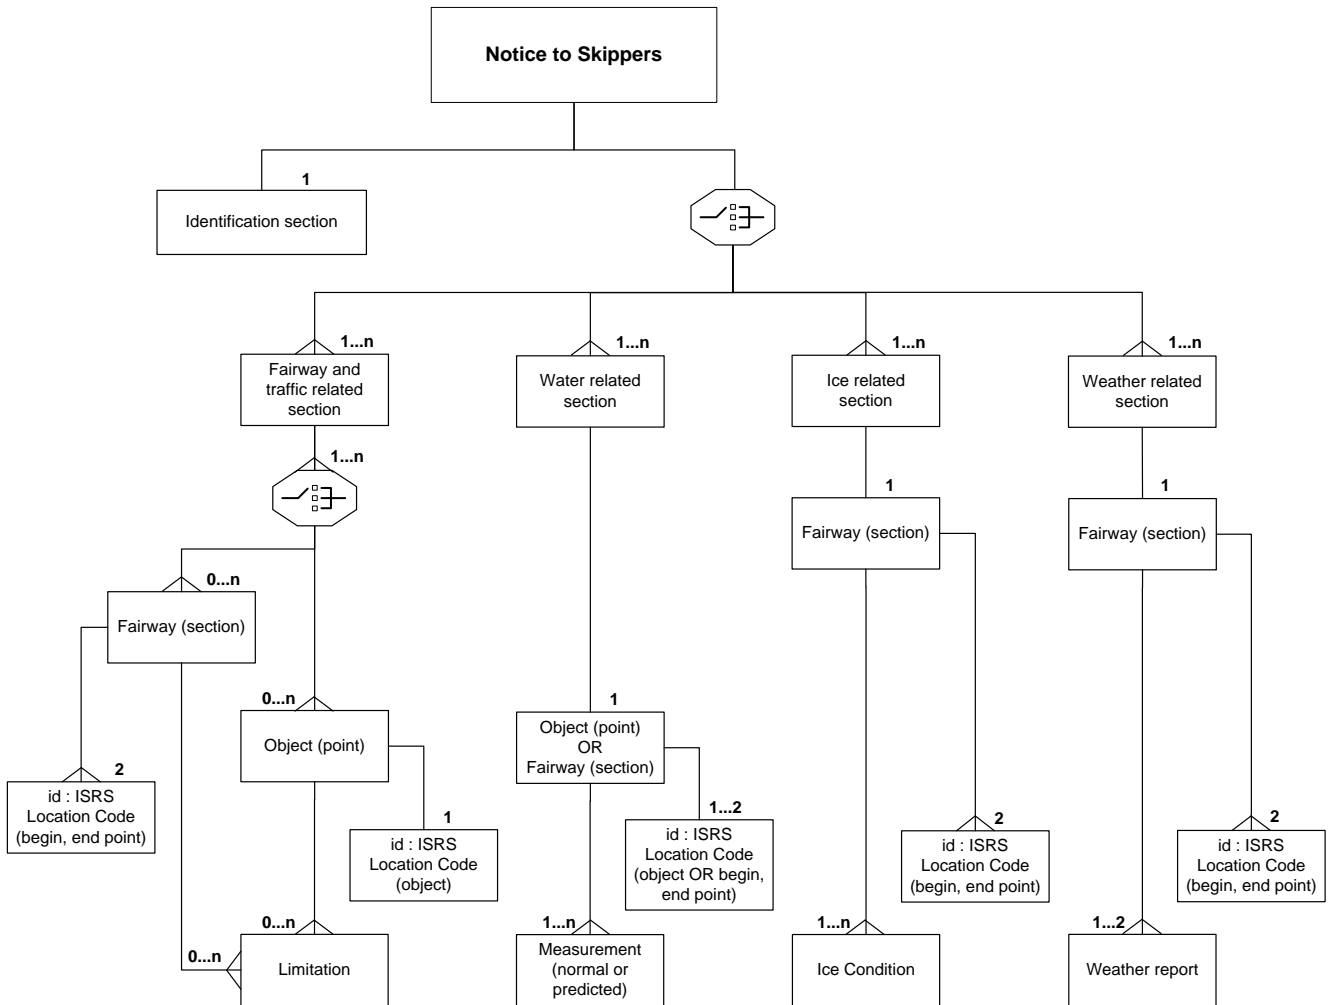 Notice to Skippers
1
Identification section
1...n
Fairway and
traffic related
section
1...n
Water related
section
1...n
Ice related
section
1...n
Weather related
section
1...n
1
Fairway (section)
1
Fairway (section)
0...n
Fairway (section)
0...n
Object (point)
1
Object (point)
OR
Fairway (section)
2
id : ISRS
Location Code
(begin, end point)
1
id : ISRS
Location Code
(object)
1...2
id : ISRS
Location Code
(object OR begin,
end point)
2
id : ISRS
Location Code
(begin, end point)
2
id : ISRS
Location Code
(begin, end point)
0...n
0...n
Limitation
1...n
Measurement
(normal or
predicted)
1...n
Ice Condition
1...2
Weather report